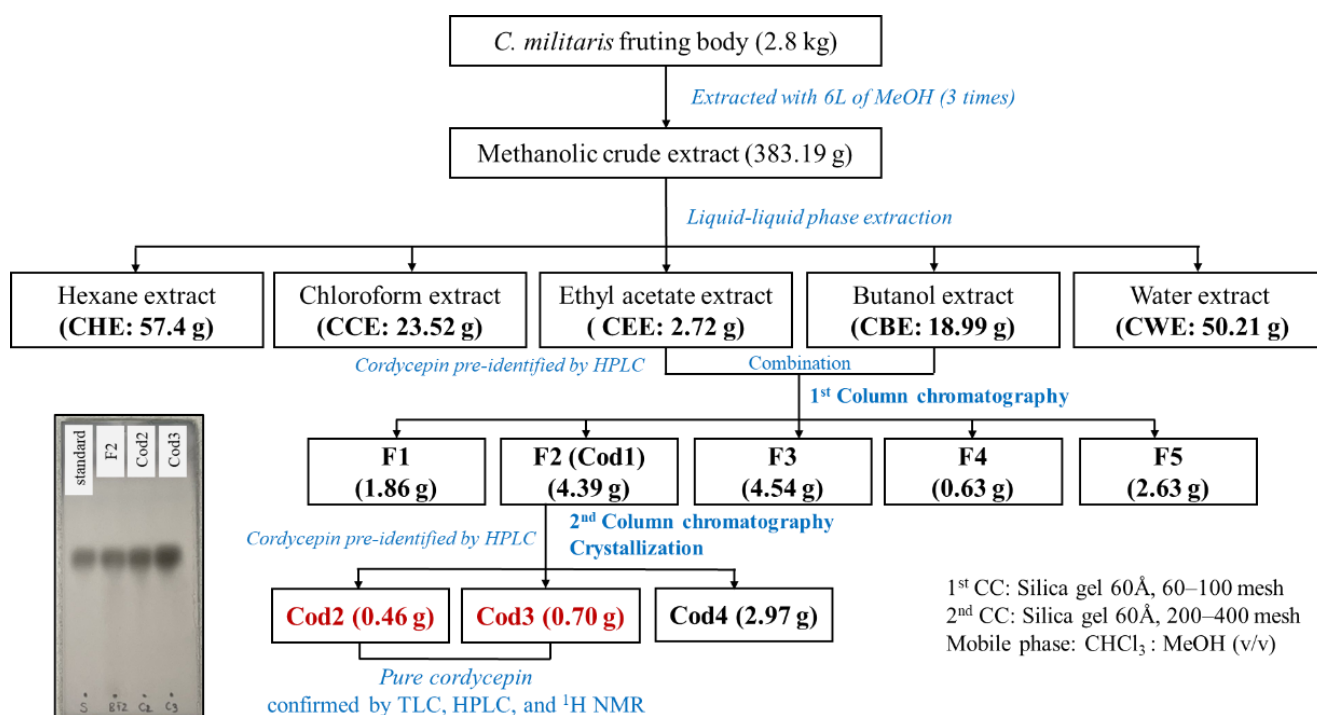 C. militaris fruting body (2.8 kg)
Extracted with 6L of MeOH (3 times)
Methanolic crude extract (383.19 g)
Liquid-liquid phase extraction
Hexane extract
(CHE: 57.4 g)
Chloroform extract
(CCE: 23.52 g)
Ethyl acetate extract
( CEE: 2.72 g)
Butanol extract
(CBE: 18.99 g)
Water extract
(CWE: 50.21 g)
Cordycepin pre-identified by HPLC
Combination
1st Column chromatography
F1
(1.86 g)
F2 (Cod1)
(4.39 g)
F3
(4.54 g)
F4
(0.63 g)
F5
(2.63 g)
Cordycepin pre-identified by HPLC
2nd Column chromatography
Crystallization
Cod2 (0.46 g)
Cod3 (0.70 g)
Cod4 (2.97 g)
Pure cordycepin
confirmed by TLC, HPLC, and 1H NMR
standard
F2
Cod2
Cod3
S
C2
C3
1st CC: Silica gel 60Å, 60–100 mesh
2nd CC: Silica gel 60Å, 200–400 mesh
Mobile phase: CHCl3 : MeOH (v/v)